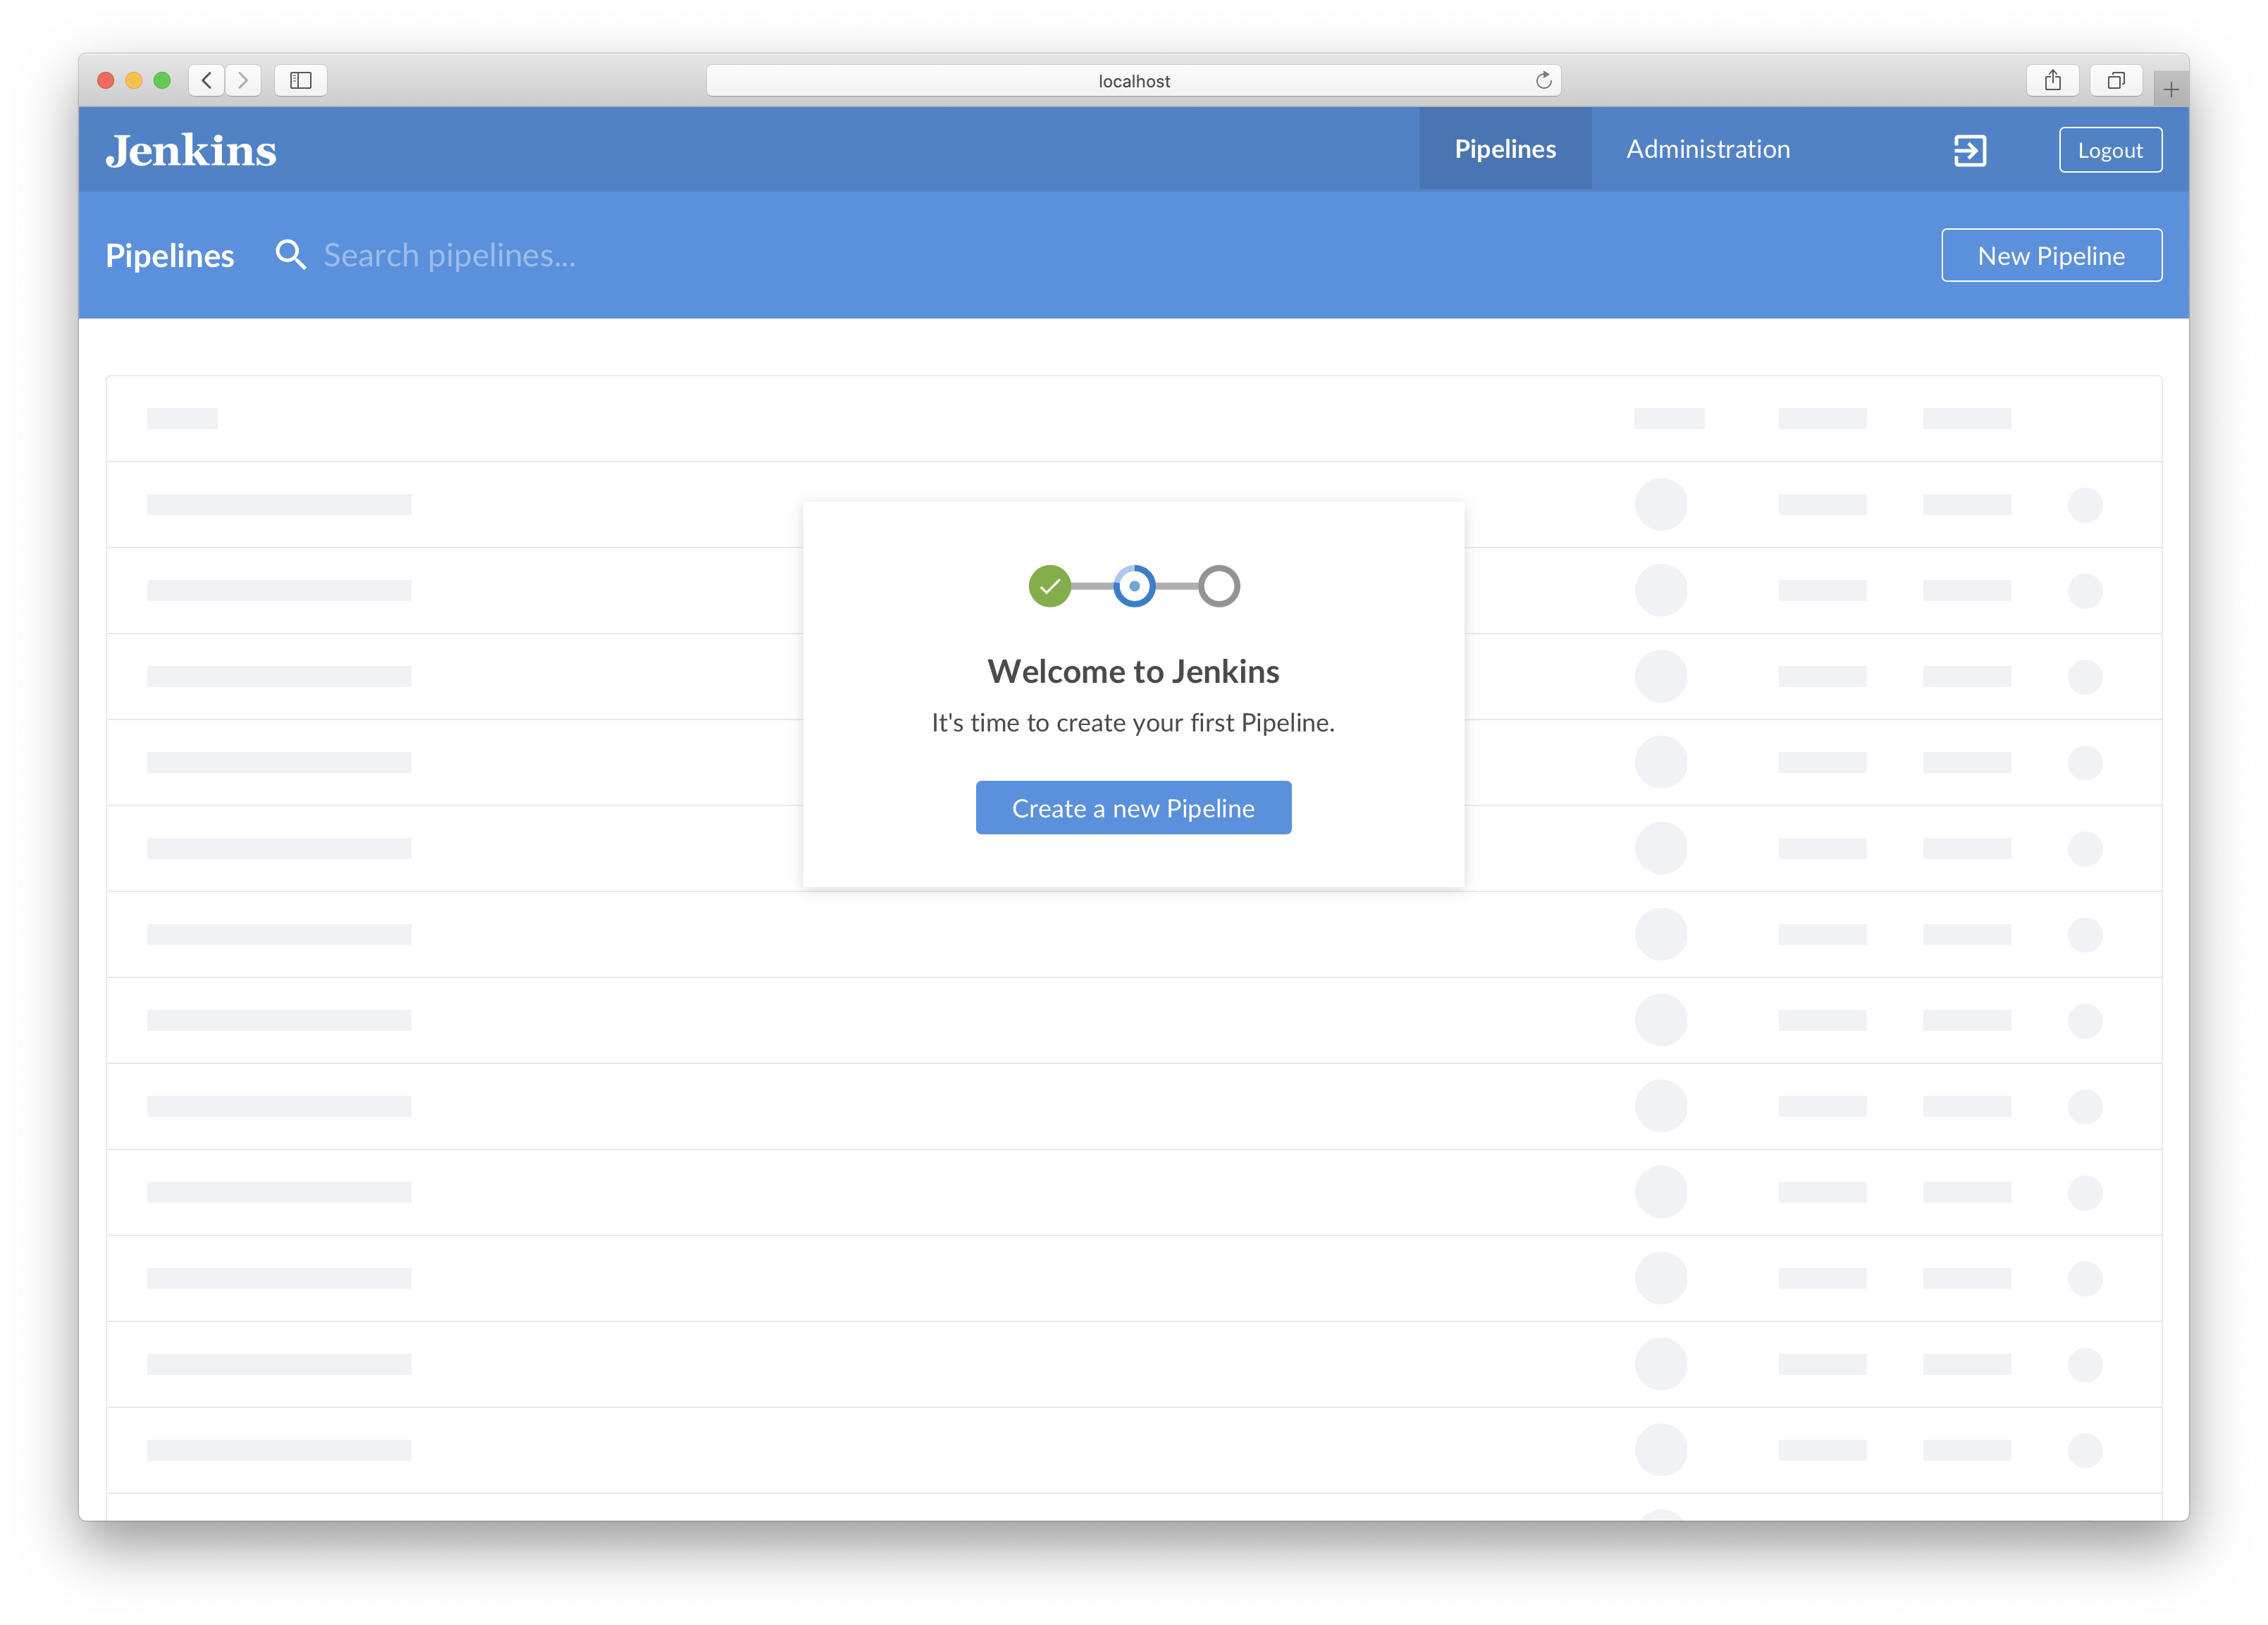 localhost
Jenkins
Pipelines
Administration
Logout
Pipelines
Search pipelines...
New Pipeline
Welcome to Jenkins
It's time to create your first Pipeline.
Create a new Pipeline